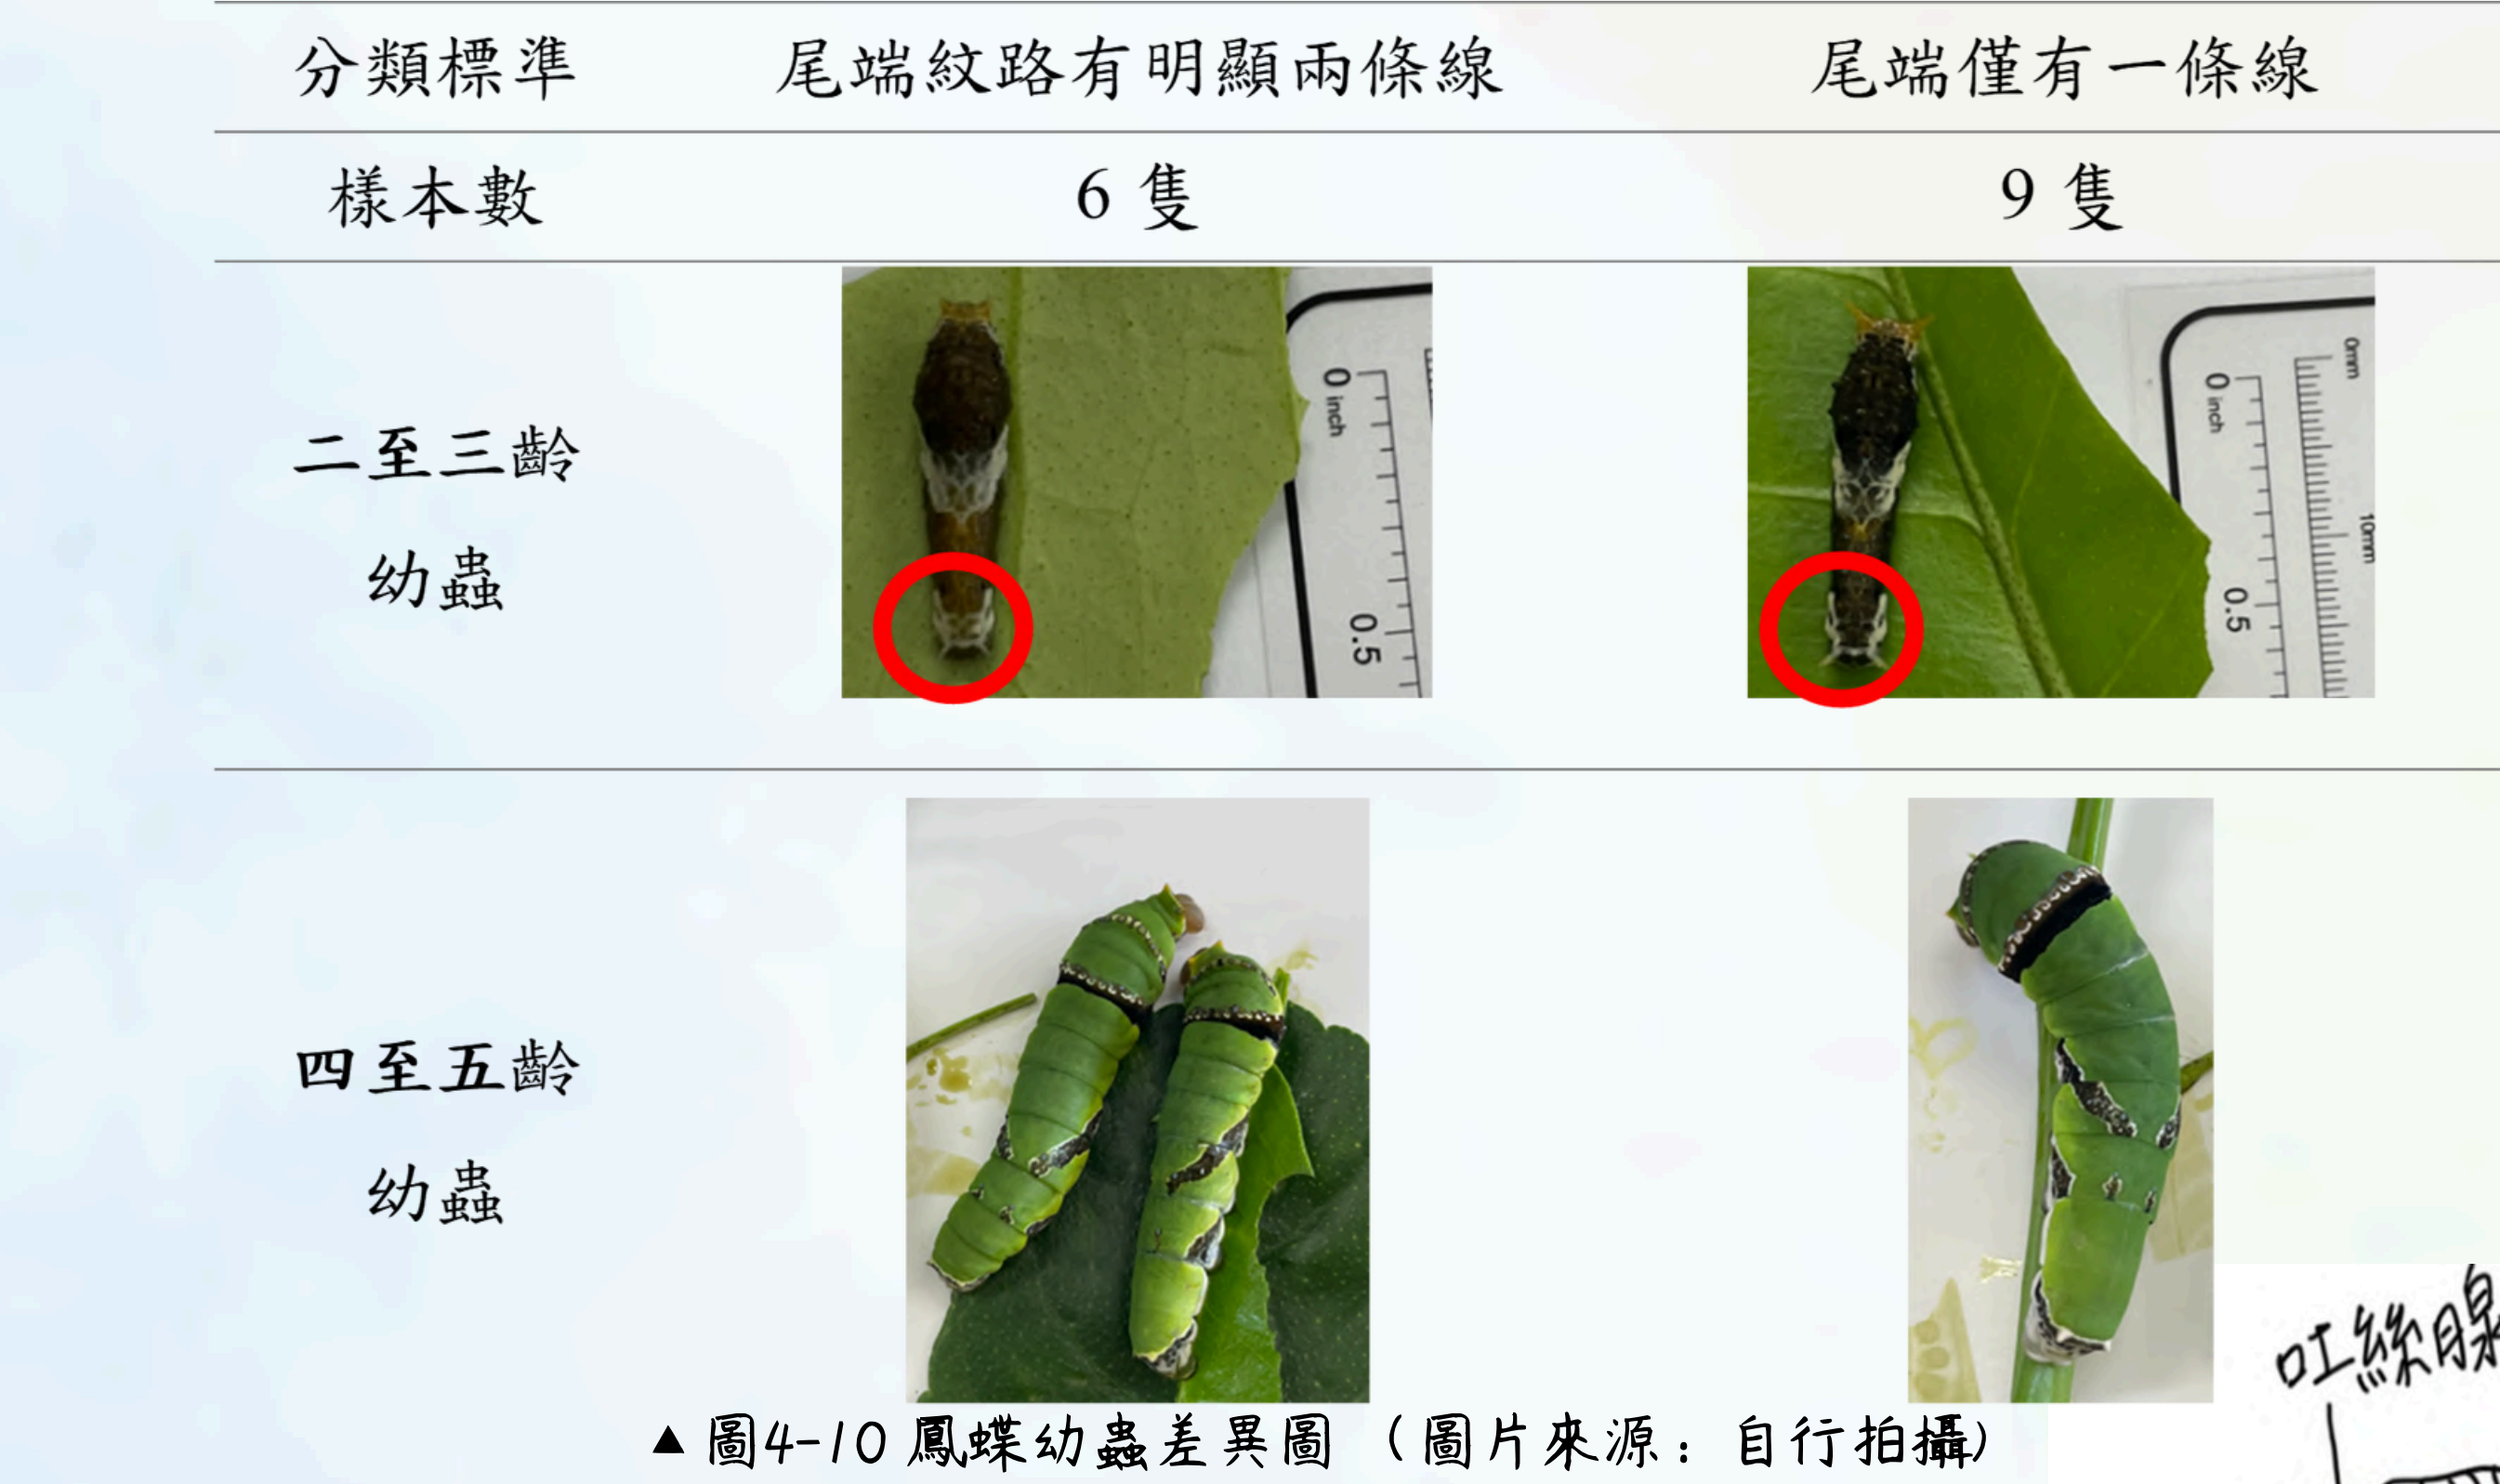 分類標準 尾端紋路有明顯兩條線 尾端僅有一條線
樣本數 6 隻 9 隻
0 inch
0.5
0 inch
0mm
10mm
0.5
二至三齡
幼蟲
四至五齡
幼蟲
吐絲腺
▲ 圖4-10 鳳蝶幼蟲差異圖 (圖片來源：自行拍攝)